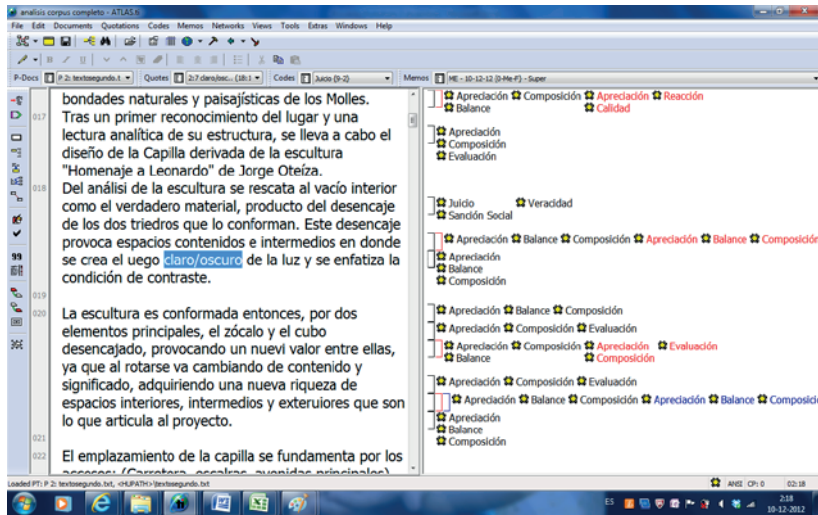 analisis corpus completo - ATLAS.ti
File Edit Documents Quotations Codes Memos Networks Views Tools Extras Windows Help
P-Docs P 2: textosegundo.t Quotes 2:7 claro/osc... (18:1 Codes Juicio {9-2} Memos ME - 10-12-12 {0-Me-F} - Super
bondades naturales y paisajísticas de los Molles.
017 Tras un primer reconocimiento del lugar y una
lectura analítica de su estructura, se lleva a cabo el
diseño de la Capilla derivada de la escultura
"Homenaje a Leonardo" de Jorge Oteíza.
018 Del análisi de la escultura se rescata al vacío interior
como el verdadero material, producto del desencaje
de los dos triedros que lo conforman. Este desencaje
provoca espacios contenidos e intermedios en donde
se crea el uego claro/oscuro de la luz y se enfatiza la
condición de contraste.
019
020 La escultura es conformada entonces, por dos
elementos principales, el zócalo y el cubo
desencajado, provocando un nuevi valor entre ellas,
ya que al rotarse va cambiando de contenido y
significado, adquiriendo una nueva riqueza de
espacios interiores, intermedios y exteruiores que son
lo que articula al proyecto.
021
022 El emplazamiento de la capilla se fundamenta por los
accesos: (Carretera, escalras, avenidas principales)
Apreciación Composición Apreciación Reacción
Balance Calidad
Apreciación
Composición
Evaluación
Juicio Veracidad
Sanción Social
Apreciación Balance Composición Apreciación Balance Composición
Apreciación
Balance
Composición
Apreciación Balance Composición
Apreciación Composición Evaluación
Apreciación Composición Apreciación Evaluación
Balance Composición
Apreciación Composición Evaluación
Apreciación Balance Composición Apreciación Balance Composici
Apreciación
Balance
Composición
Loaded PT: P 2: textosegundo.txt, <HUPATH>\textosegundo.txt ANSI CP: 0 02:18
ES 2:18
10-12-2012